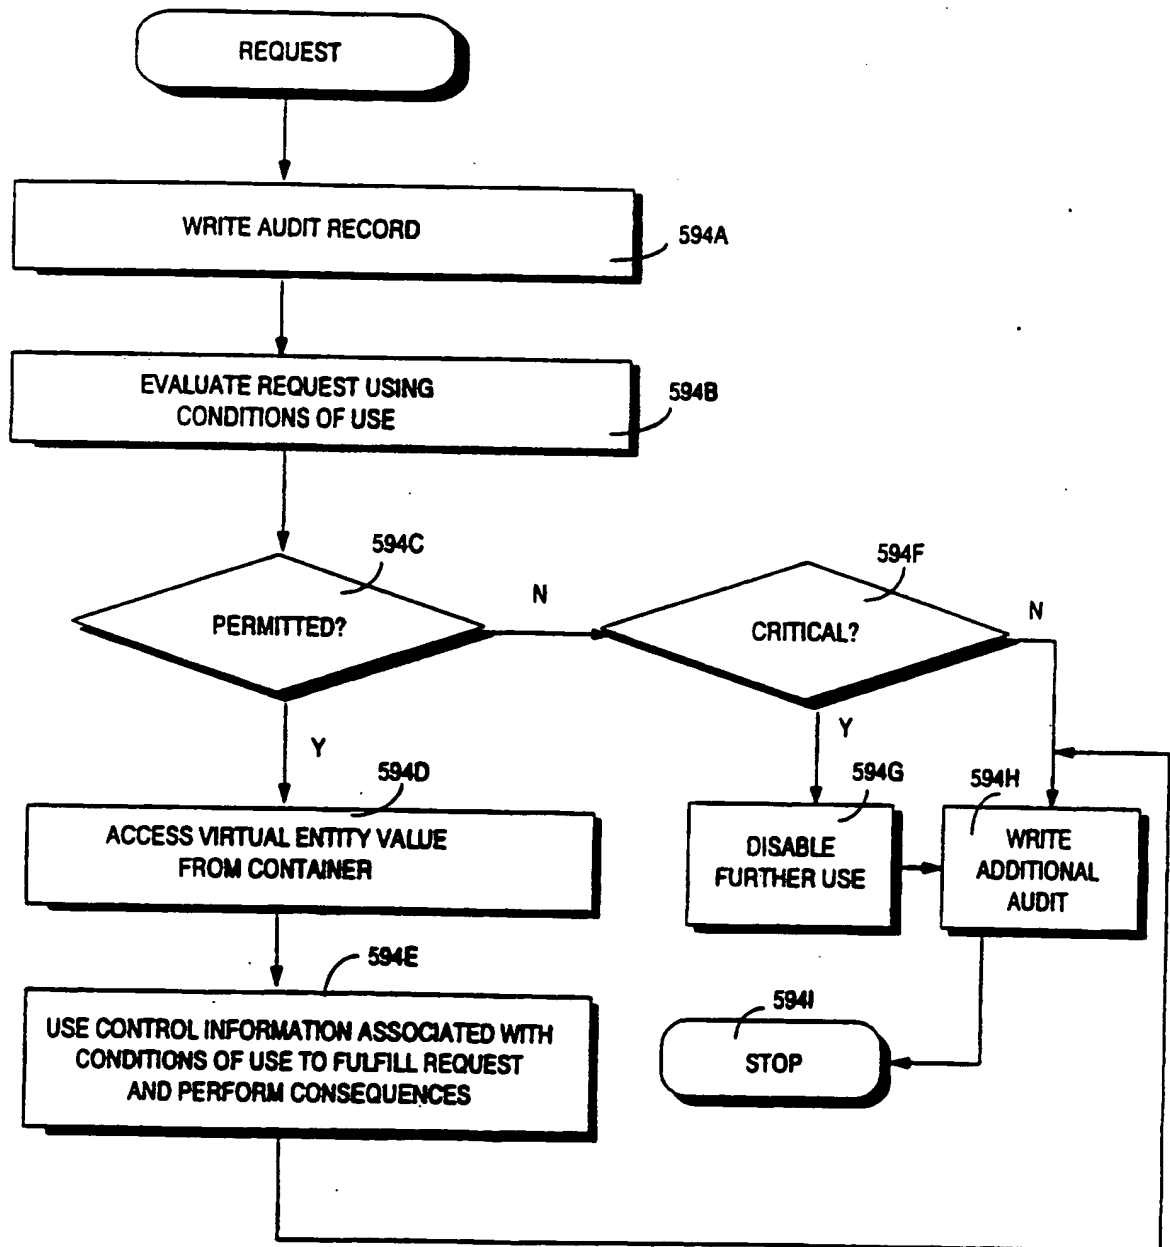 REQUEST
WRITE AUDIT RECORD
594A
EVALUATE REQUEST USING
CONDITIONS OF USE
594B
594C
PERMITTED?
N
594F
CRITICAL?
N
Y
Y
594D
ACCESS VIRTUAL ENTITY VALUE
FROM CONTAINER
594G
DISABLE
FURTHER USE
594H
WRITE
ADDITIONAL
AUDIT
594E
USE CONTROL INFORMATION ASSOCIATED WITH
CONDITIONS OF USE TO FULFILL REQUEST
AND PERFORM CONSEQUENCES
594I
STOP